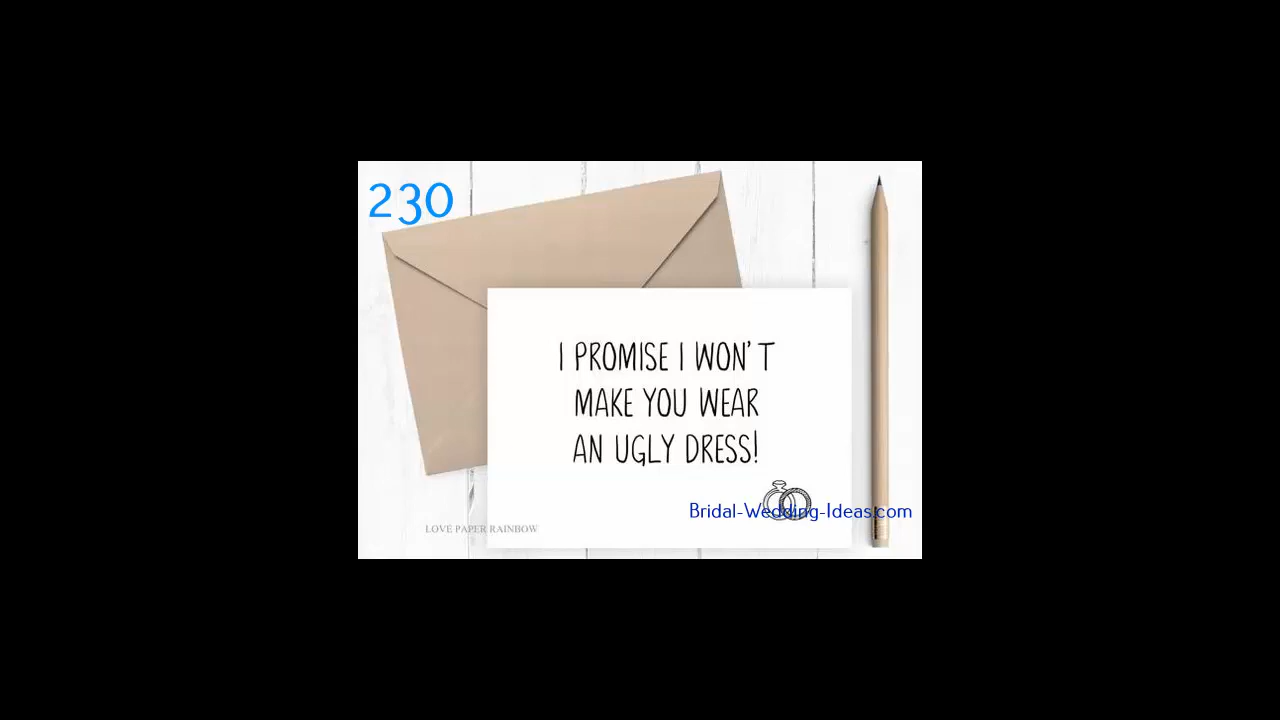 230
I PROMISE I WON'T
MAKE YOU WEAR
AN UGLY DRESS!
Bridal-Wedding-Ideas.com
LOVE PAPER RAINBOW